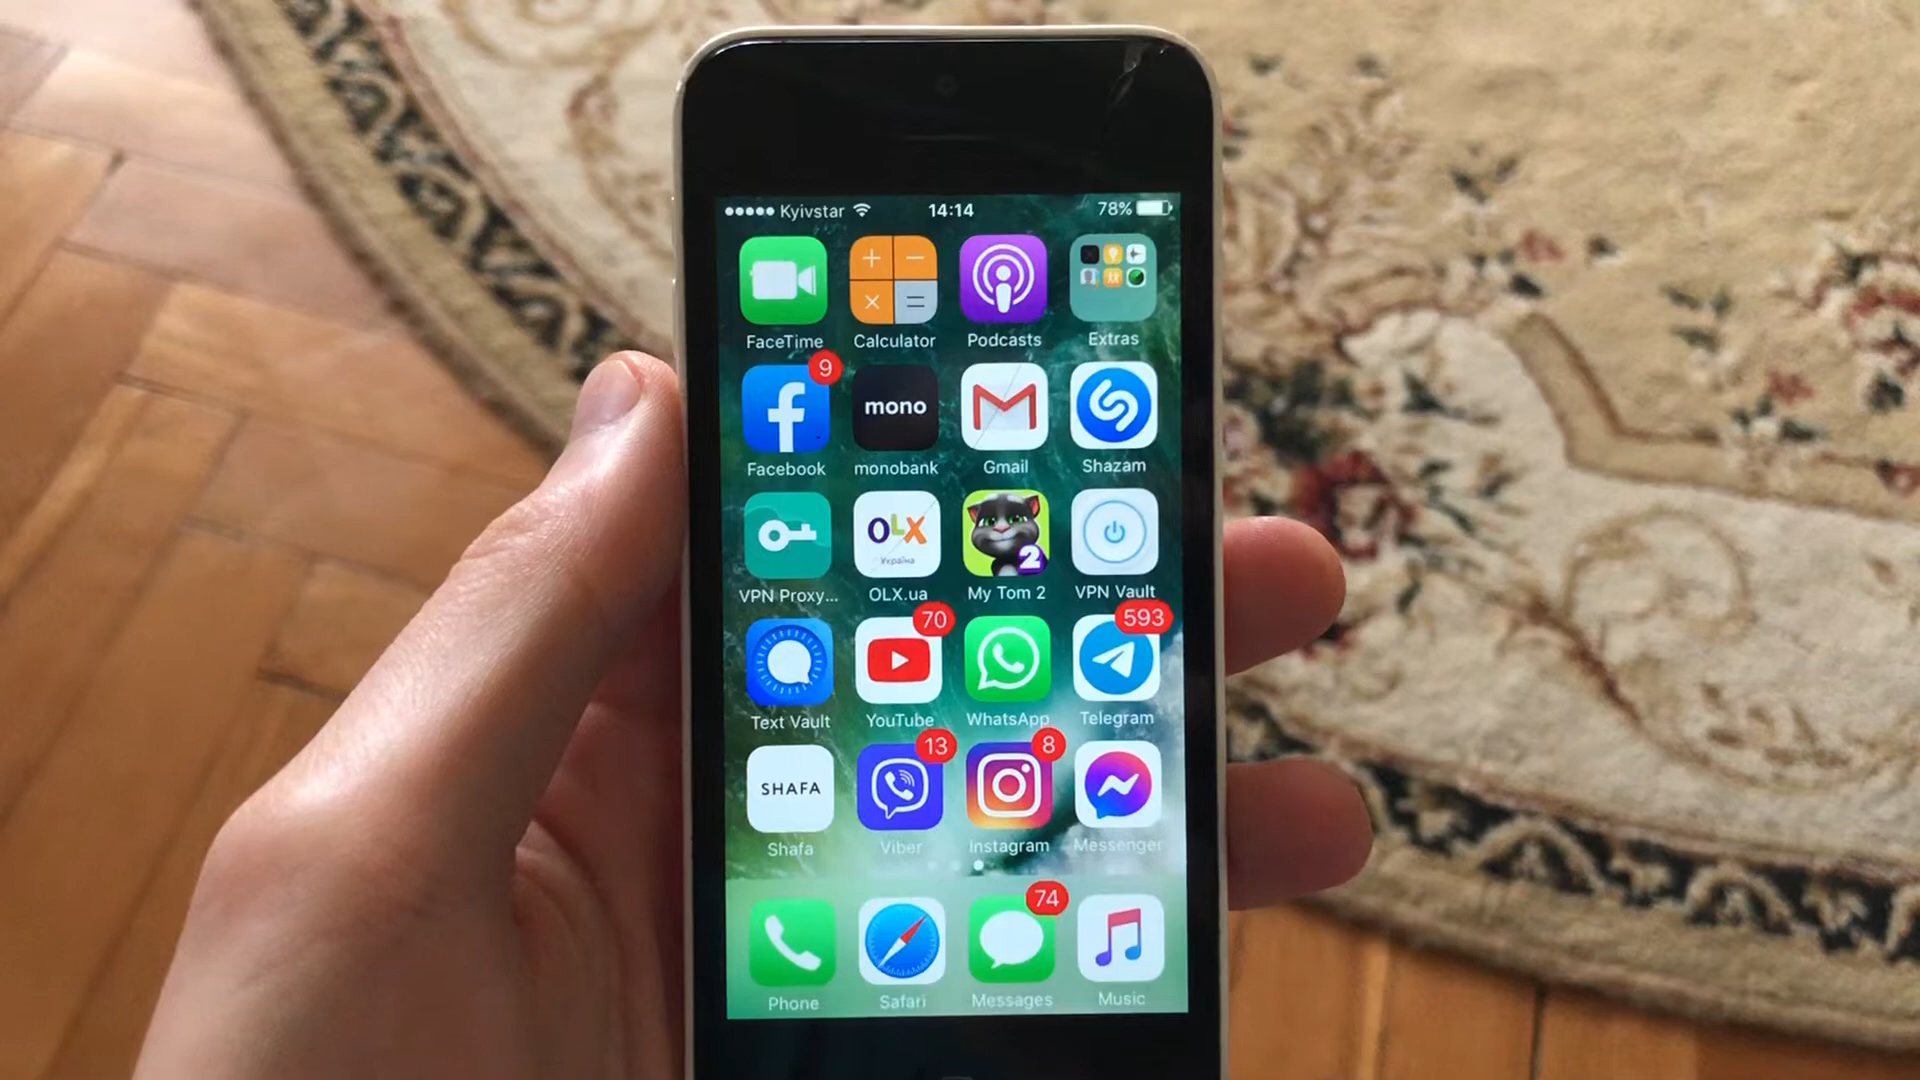 ●●●●● Kyivstar 14:14 78%
FaceTime Calculator Podcasts Extras
9
mono
Facebook monobank Gmail Shazam
OLX
Україна
2
VPN Proxy... OLX.ua My Tom 2 VPN Vault
70 593
Text Vault YouTube WhatsApp Telegram
13 8
SHAFA
Shafa Viber Instagram Messenger
74
Phone Safari Messages Music